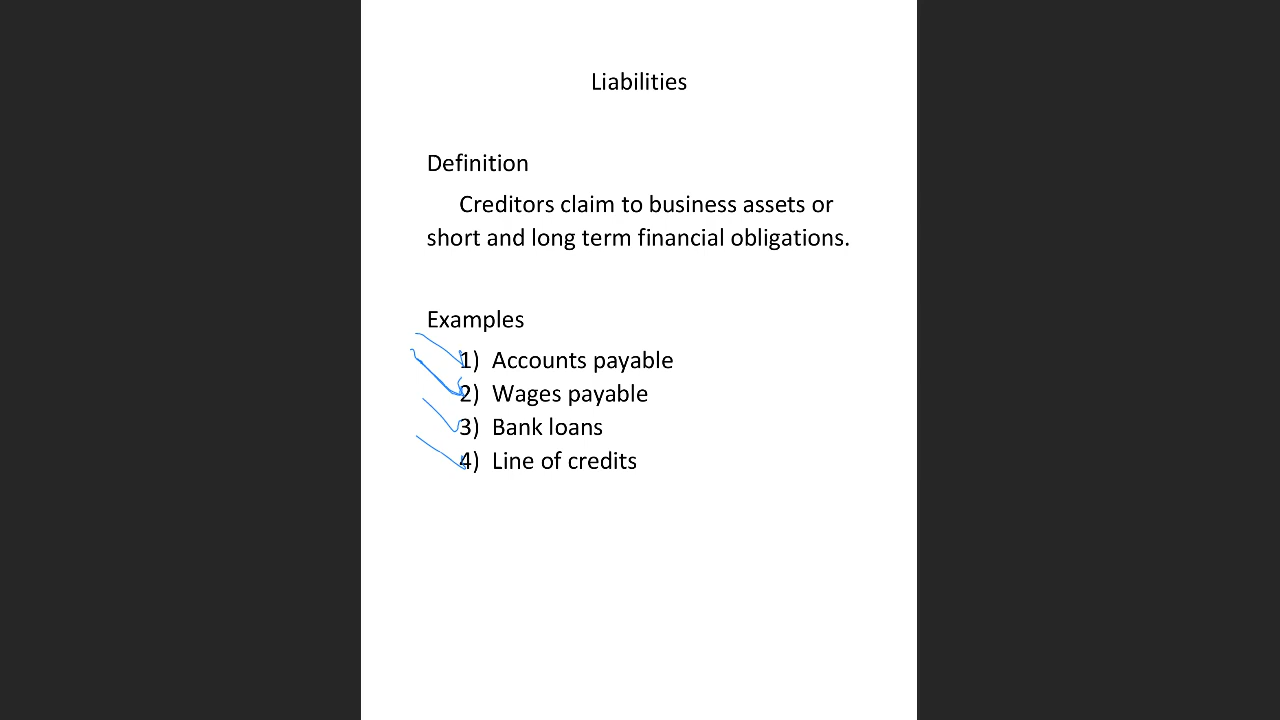 Liabilities
Definition
Creditors claim to business assets or
short and long term financial obligations.
Examples
1) Accounts payable
2) Wages payable
3) Bank loans
4) Line of credits